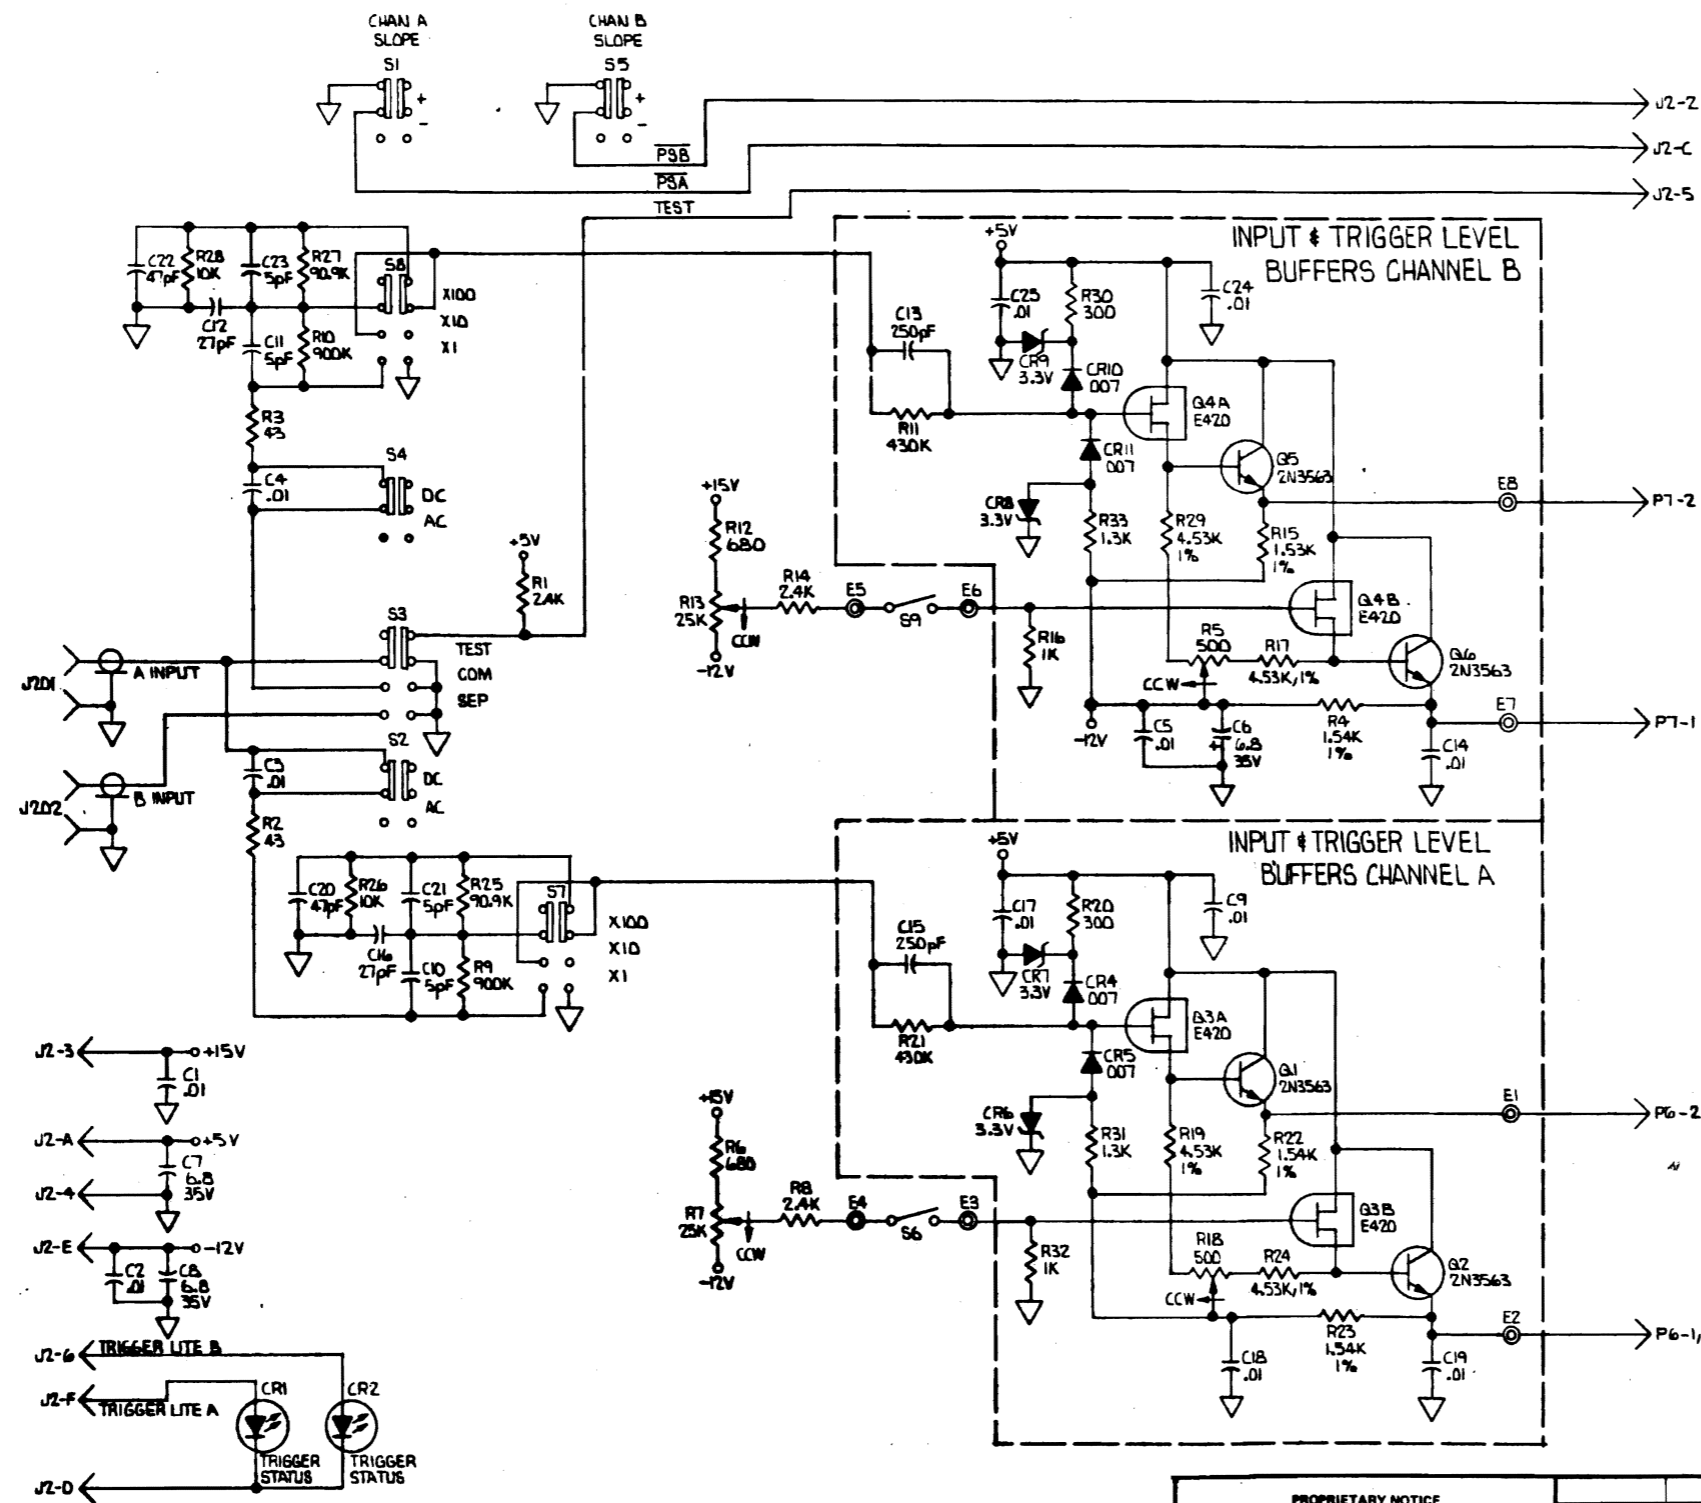 CHAN A
SLOPE
S1
+
-
CHAN B
SLOPE
S5
+
-
PSB
PSA
TEST
J2-2
J2-C
J2-5
C22
47pF
R28
10K
C23
5pF
R27
90.9K
S8
X100
X10
X1
C12
27pF
C11
5pF
R10
900K
R3
43
C4
.01
S4
DC
AC
+5V
R1
2.4K
S3
TEST
COM
SEP
J201
A INPUT
J202
B INPUT
S2
DC
AC
C3
.01
R2
43
C20
47pF
R26
10K
C21
5pF
R25
90.9K
S7
X100
X10
X1
C16
27pF
C10
5pF
R9
900K
INPUT & TRIGGER LEVEL
BUFFERS CHANNEL B
+5V
C25
.01
R30
300
C24
.01
C13
250pF
CR9
3.3V
CR10
007
R11
430K
Q4A
E420
CR11
007
Q5
2N3563
CR8
3.3V
R33
1.3K
R29
4.53K
1%
R15
1.53K
1%
E8
P7-2
+15V
R12
680
R13
25K
CCW
-12V
R14
2.4K
E5
S9
E6
R16
1K
Q4B
E420
R5
500
R17
4.53K,1%
CCW
Q6
2N3563
-12V
C5
.01
C6
6.8
35V
+
R4
1.54K
1%
E7
P7-1
C14
.01
INPUT & TRIGGER LEVEL
BUFFERS CHANNEL A
+5V
C17
.01
R20
300
C9
.01
C15
250pF
CR7
3.3V
CR4
007
R21
430K
Q3A
E420
CR5
007
Q1
2N3563
CR6
3.3V
R31
1.3K
R19
4.53K
1%
R22
1.54K
1%
E1
P6-2
+15V
R6
680
R7
25K
CCW
-12V
R8
2.4K
E4
S6
E3
R32
1K
Q3B
E420
R18
500
R24
4.53K,1%
CCW
Q2
2N3563
R23
1.54K
1%
E2
P6-1,
C18
.01
C19
.01
J2-3
+15V
C1
.01
J2-A
+5V
C7
6.8
35V
J2-4
J2-E
-12V
C2
.01
C8
6.8
35V
J2-6
TRIGGER LITE B
J2-F
TRIGGER LITE A
CR1
CR2
TRIGGER
STATUS
TRIGGER
STATUS
J2-D
PROPRIETARY NOTICE